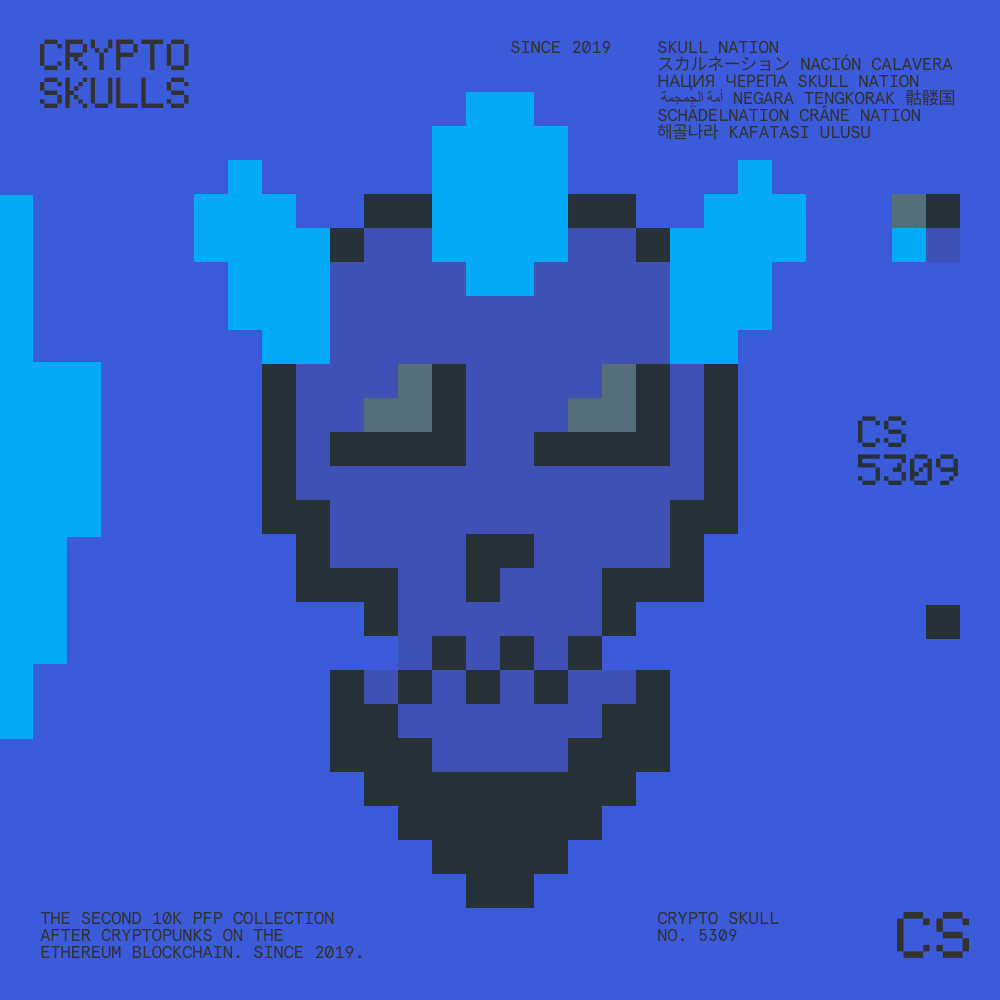 CRYPTO
SKULLS
SINCE 2019
SKULL NATION
スカルネーション NACIÓN CALAVERA
НАЦИЯ ЧЕРЕПА SKULL NATION
أمة الجمجمة NEGARA TENGKORAK 骷髅国
SCHÄDELNATION CRÂNE NATION
해골나라 KAFATASI ULUSU
CS
5309
THE SECOND 10K PFP COLLECTION
AFTER CRYPTOPUNKS ON THE
ETHEREUM BLOCKCHAIN. SINCE 2019.
CRYPTO SKULL
NO. 5309
CS